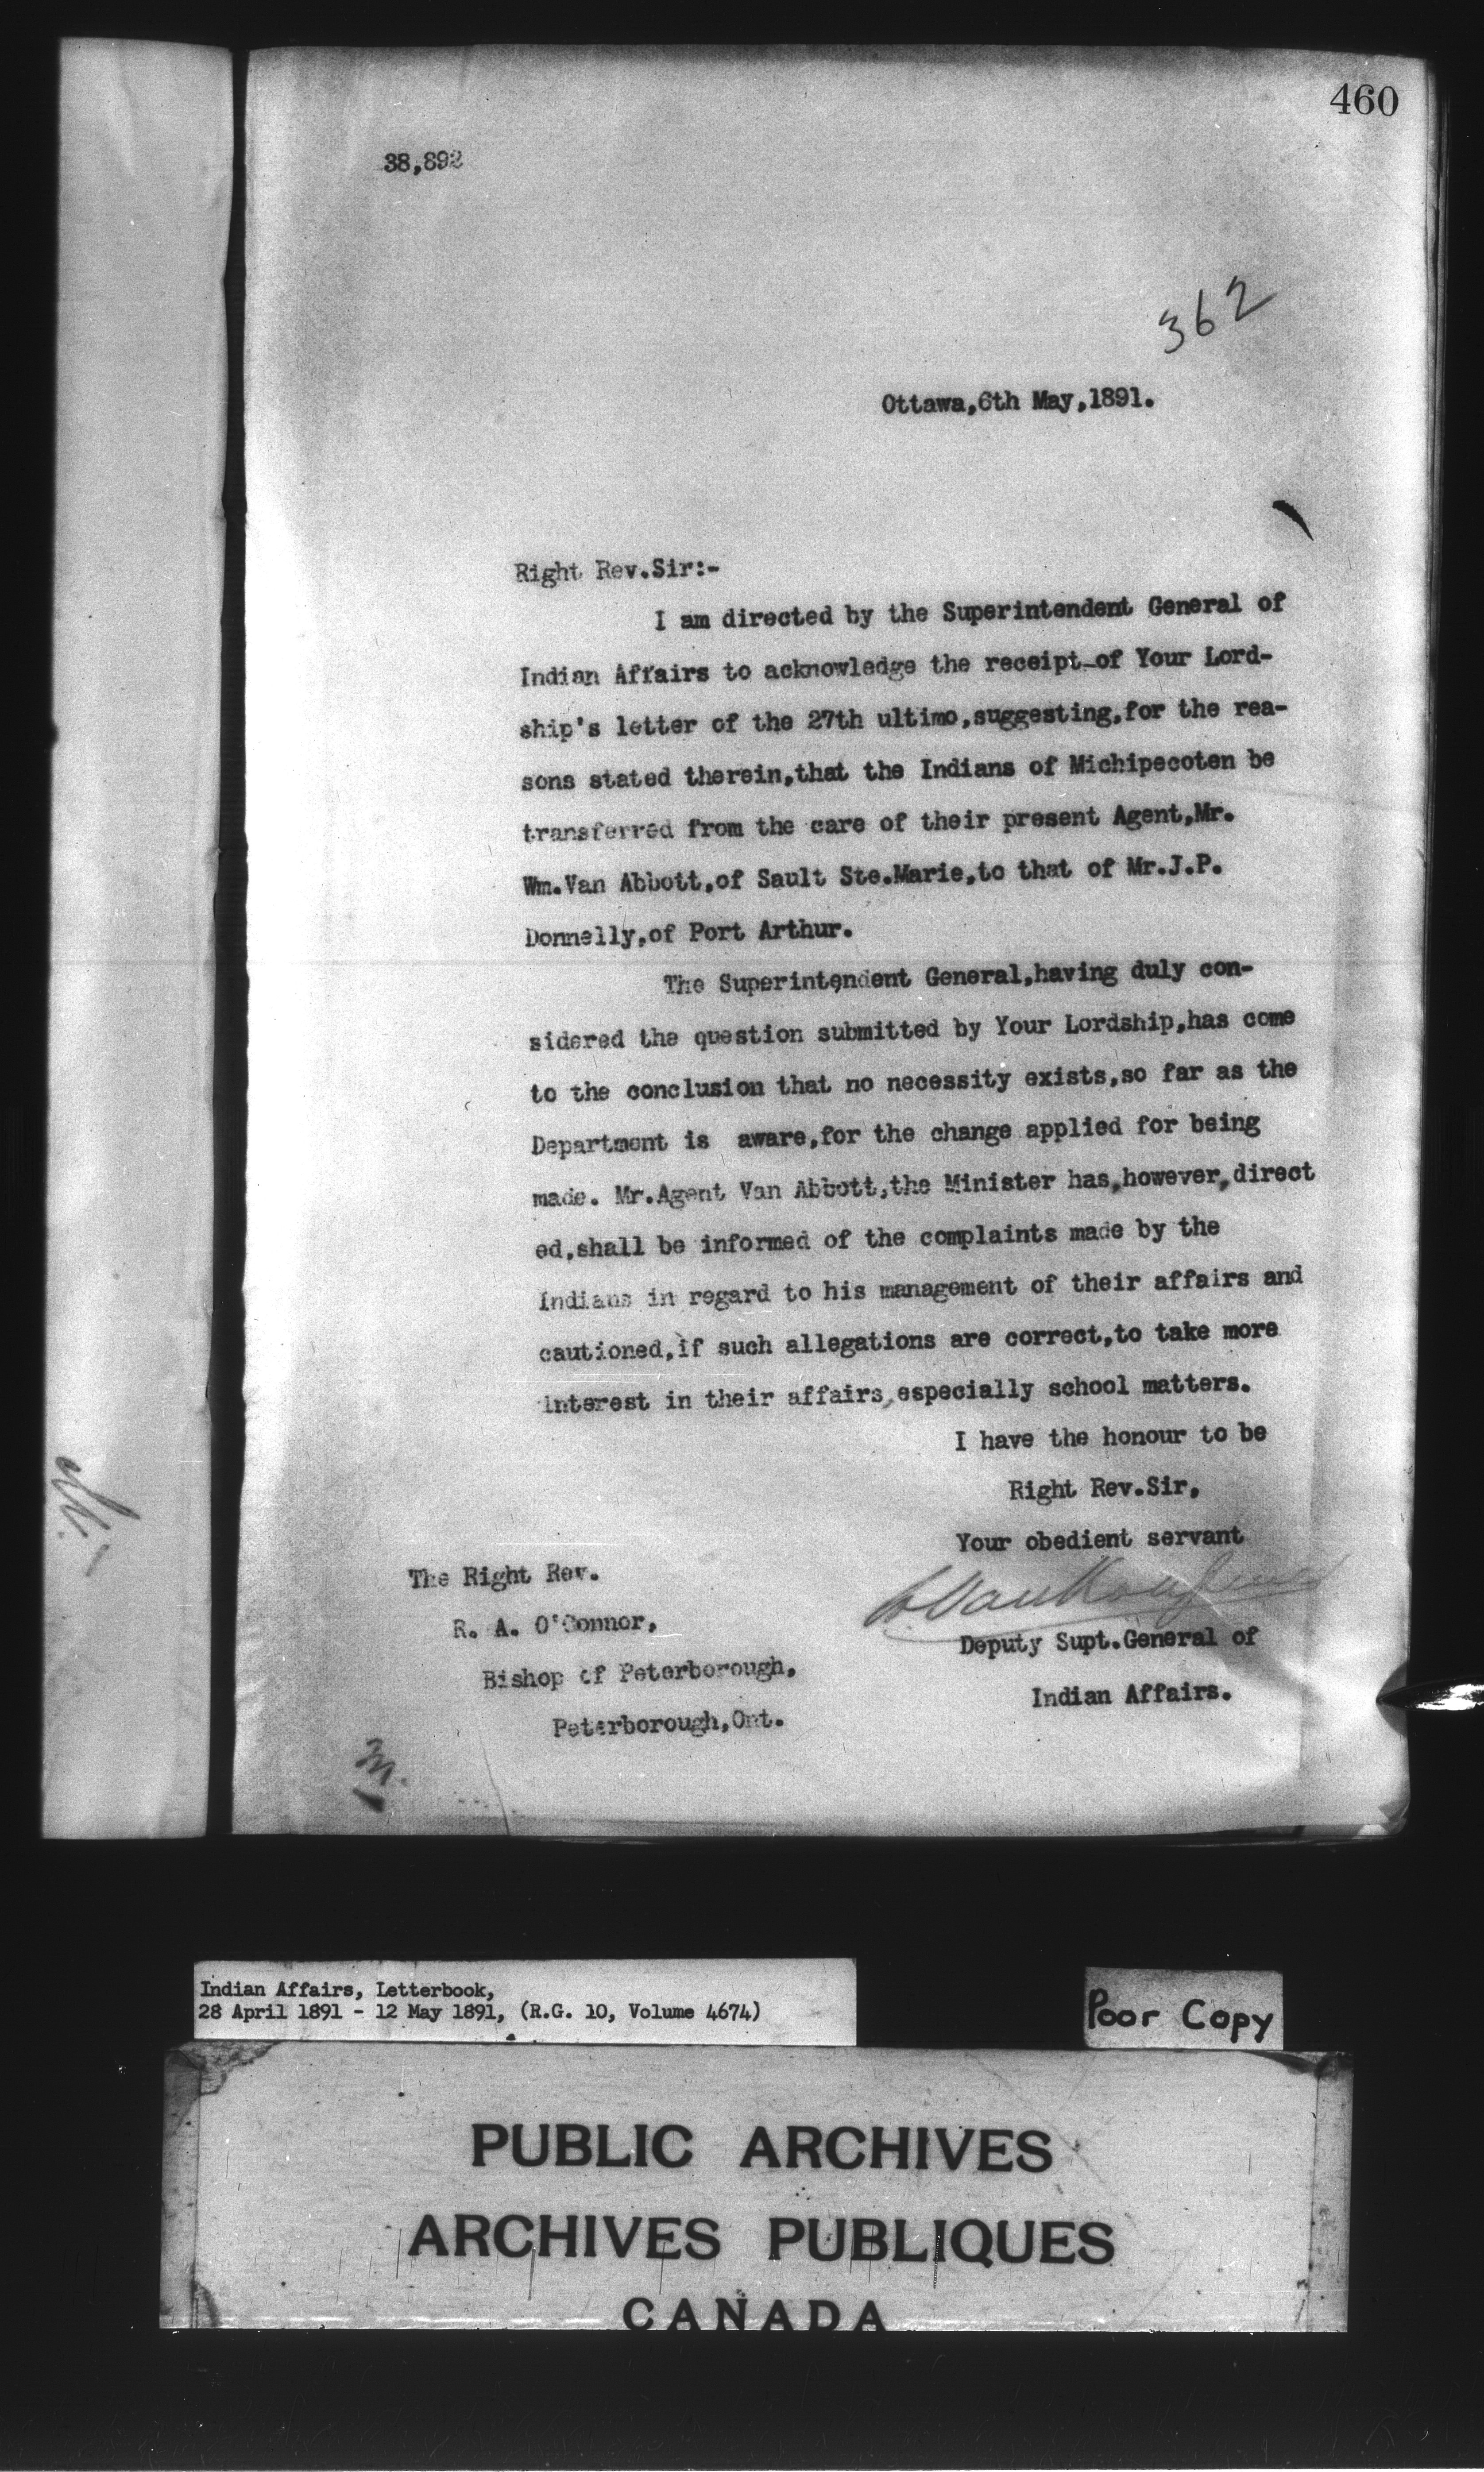 460
38,892
362
Ottawa,6th May,1891.
Right Rev.Sir:-
I am directed by the Superintendent General of
Indian Affairs to acknowledge the receipt of Your Lord-
ship's letter of the 27th ultimo,suggesting,for the rea-
sons stated therein,that the Indians of Michipecoten be
transferred from the care of their present Agent,Mr.
Wm.Van Abbott,of Sault Ste.Marie,to that of Mr.J.P.
Donnelly,of Port Arthur.
The Superintendent General,having duly con-
sidered the question submitted by Your Lordship,has come
to the conclusion that no necessity exists,so far as the
Department is aware,for the change applied for being
made. Mr.Agent Van Abbott,the Minister has,however,direct
ed,shall be informed of the complaints made by the
Indians in regard to his management of their affairs and
cautioned,if such allegations are correct,to take more
interest in their affairs,especially school matters.
I have the honour to be
Right Rev.Sir,
Your obedient servant
The Right Rev.
R. A. O'Connor,
Bishop of Peterborough,
Peterborough,Ont.
Deputy Supt.General of
Indian Affairs.
Indian Affairs, Letterbook,
28 April 1891 - 12 May 1891, (R.G. 10, Volume 4674)
Poor Copy
PUBLIC ARCHIVES
ARCHIVES PUBLIQUES
CANADA